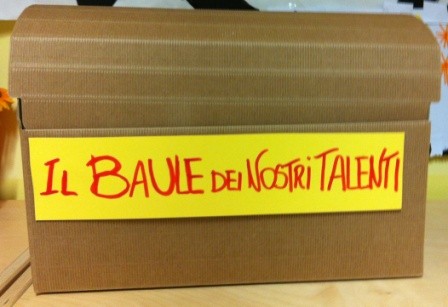 IL BAULE DEI NOSTRI TALENTI